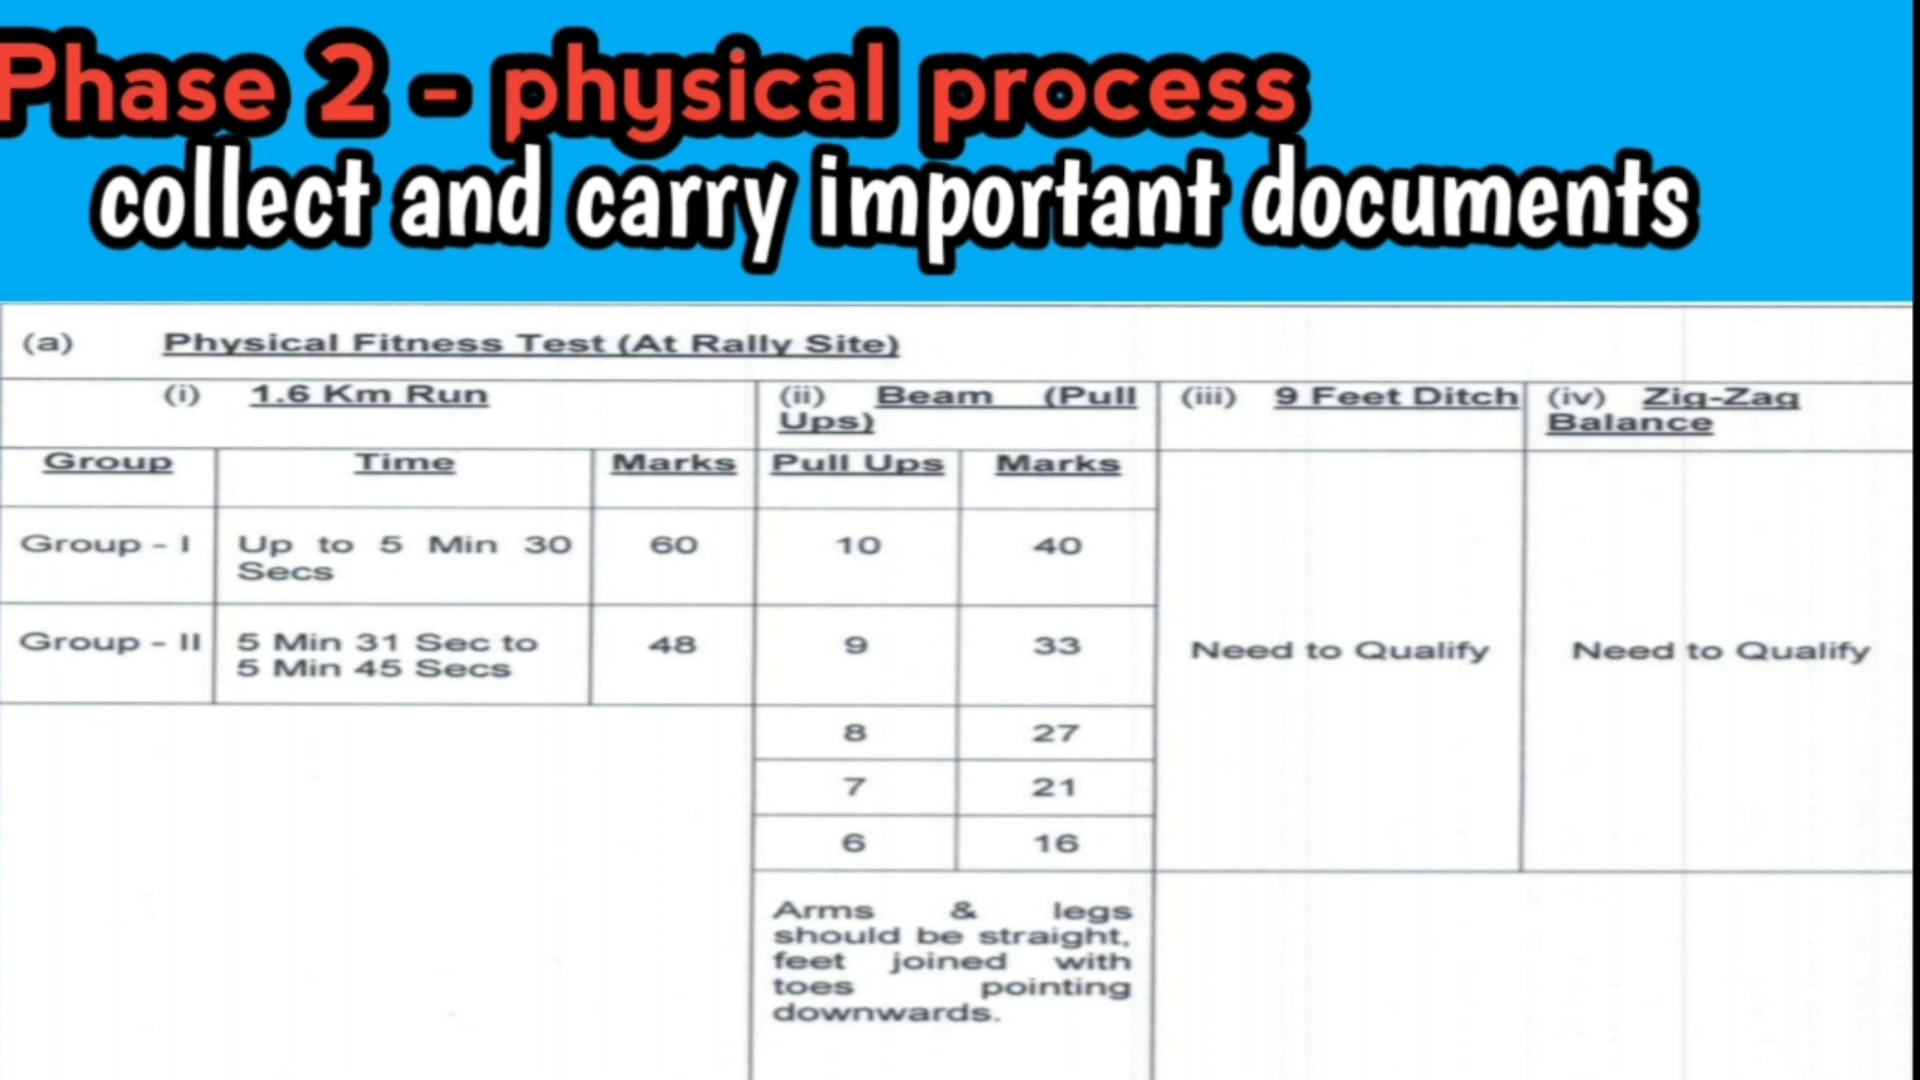 Phase 2 - physical process
collect and carry important documents
(a) Physical Fitness Test (At Rally Site)
(i) 1.6 Km Run
(ii) Beam (Pull
Ups)
(iii) 9 Feet Ditch
(iv) Zig-Zag
Balance
Group Time Marks Pull Ups Marks
Group - I Up to 5 Min 30
Secs
60 10 40
Group - II 5 Min 31 Sec to
5 Min 45 Secs
48 9 33
Need to Qualify Need to Qualify
8 27
7 21
6 16
Arms & legs
should be straight,
feet joined with
toes pointing
downwards.